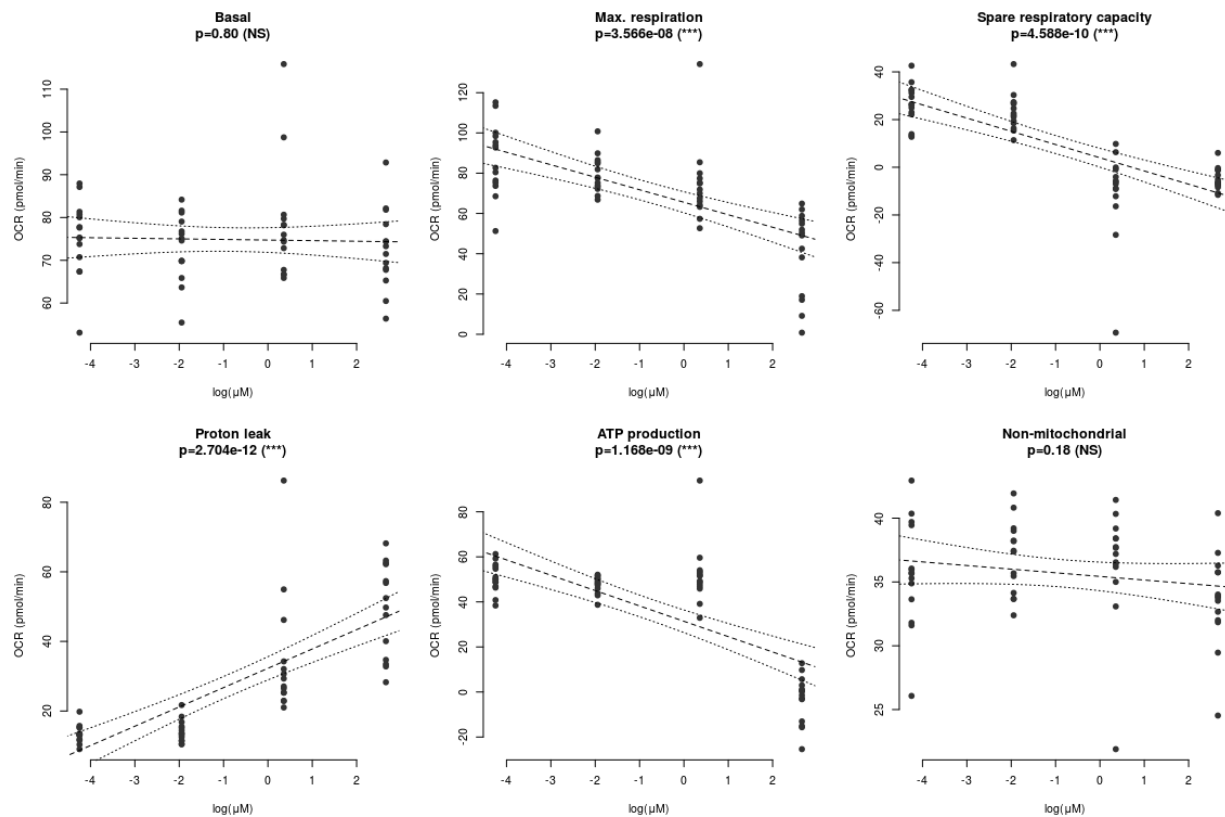 Basal
p=0.80 (NS)
OCR (pmol/min)
110
100
90
80
70
60
-4 -2 -1 0 1 2
log(µM)
Max. respiration
p=3.566e-08 (***)
OCR (pmol/min)
120
100
80
60
40
20
0
-4 -2 -1 0 1 2
log(µM)
Spare respiratory capacity
p=4.588e-10 (***)
OCR (pmol/min)
40
20
0
-20
-40
-60
-4 -2 -1 0 1 2
log(µM)
Proton leak
p=2.704e-12 (***)
OCR (pmol/min)
80
60
40
20
-4 -2 -1 0 1 2
log(µM)
ATP production
p=1.168e-09 (***)
OCR (pmol/min)
80
60
40
20
0
-20
-4 -2 -1 0 1 2
log(µM)
Non-mitochondrial
p=0.18 (NS)
OCR (pmol/min)
40
35
30
25
-4 -2 -1 0 1 2
log(µM)